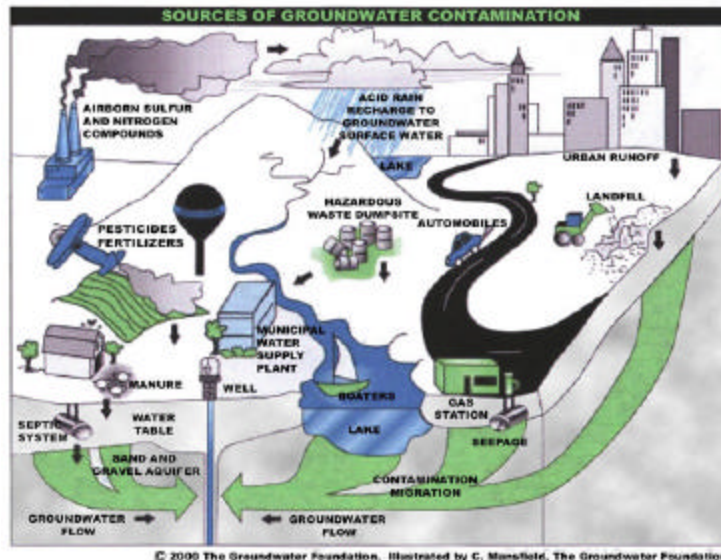 SOURCES OF GROUNDWATER CONTAMINATION
AIRBORN SULFUR
AND NITROGEN
COMPOUNDS
ACID RAIN
RECHARGE TO
GROUNDWATER
SURFACE WATER
LAKE
URBAN RUNOFF
LANDFILL
HAZARDOUS
WASTE DUMPSITE
AUTOMOBILES
PESTICIDES
FERTILIZERS
MUNICIPAL
WATER
SUPPLY
PLANT
MANURE
WELL
BOATERS
GAS
STATION
SEPTIC
SYSTEM
WATER
TABLE
LAKE
SEEPAGE
SAND AND
GRAVEL AQUIFER
CONTAMINATION
MIGRATION
GROUNDWATER
FLOW
GROUNDWATER
FLOW
© 2000 The Groundwater Foundation. Illustrated by C. Mansfield, The Groundwater Foundation